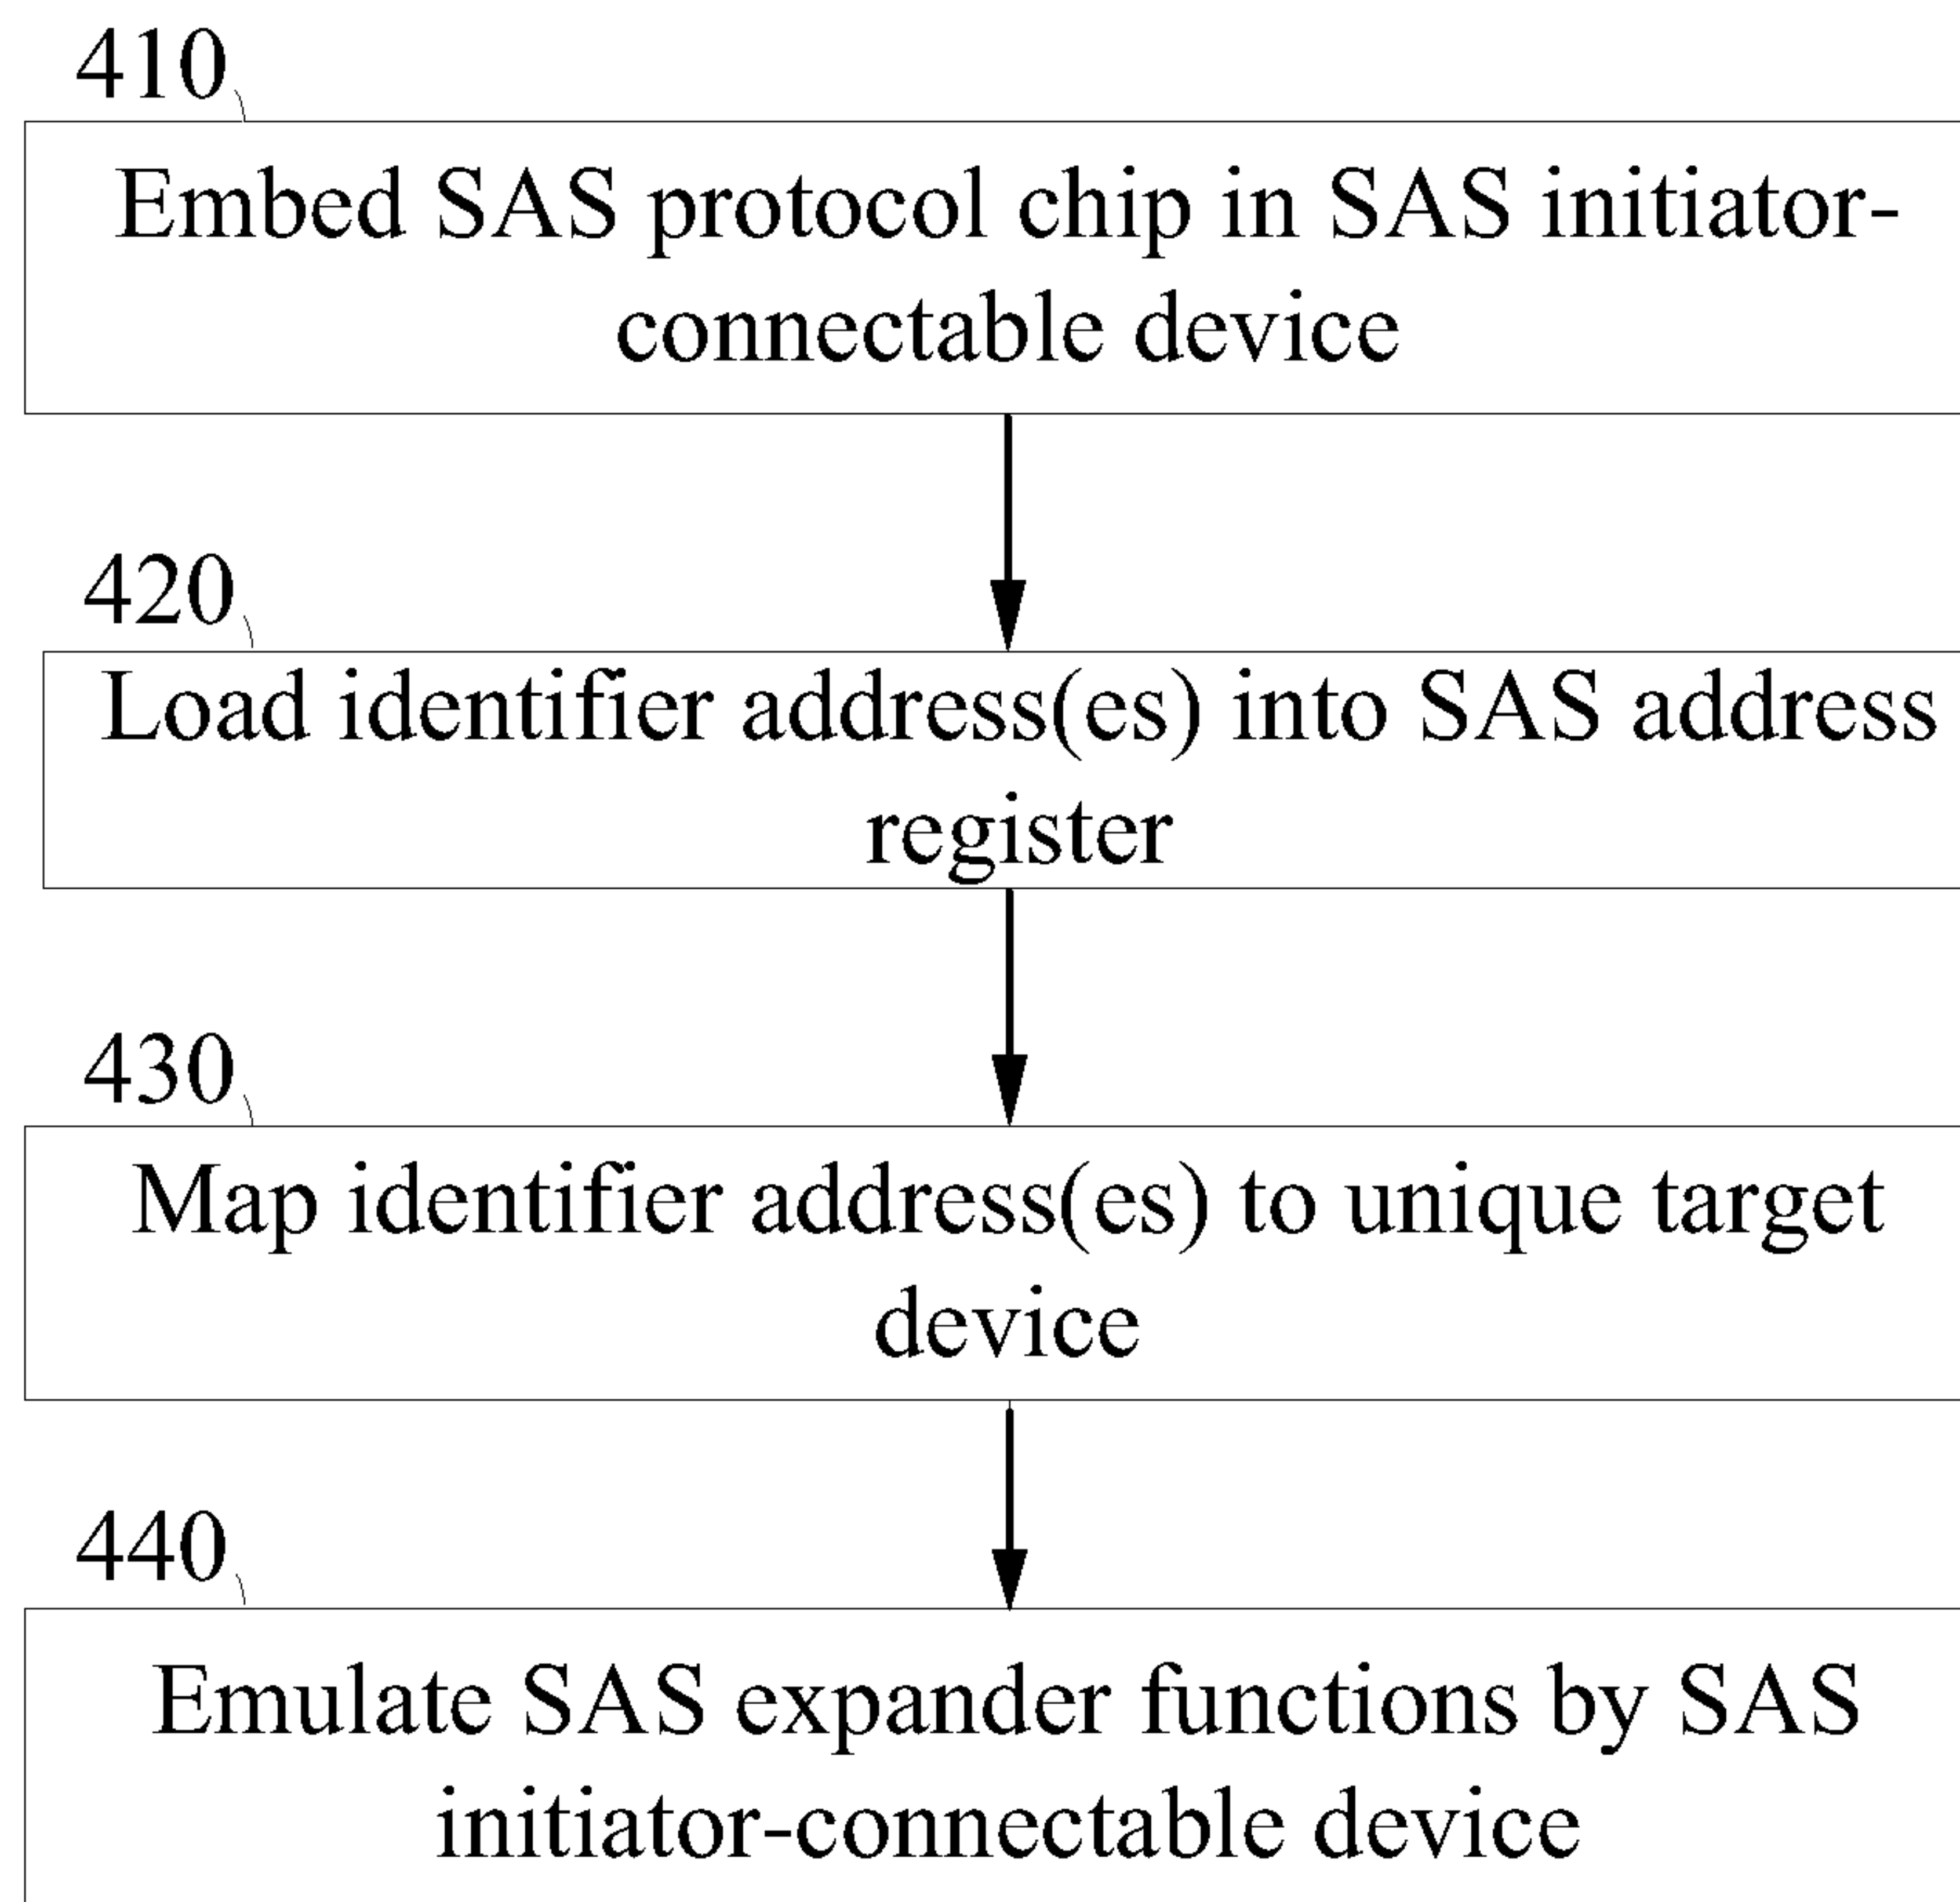 410
Embed SAS protocol chip in SAS initiator-
connectable device
420
Load identifier address(es) into SAS address
register
430
Map identifier address(es) to unique target
device
440
Emulate SAS expander functions by SAS
initiator-connectable device